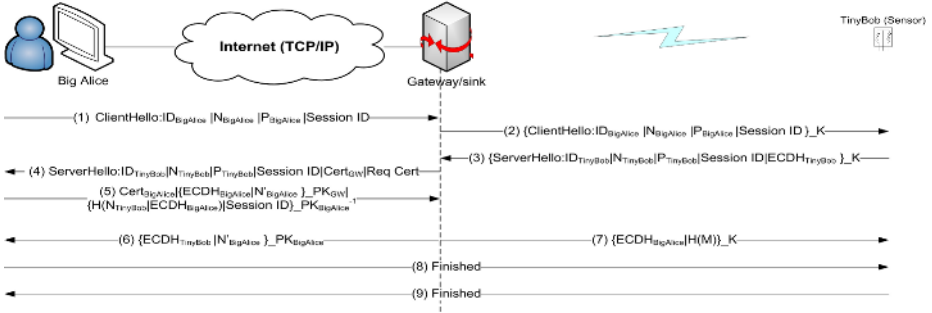 Internet (TCP/IP)
TinyBob (Sensor)
Big Alice
Gateway/sink
(1) ClientHello:ID_BigAlice |N_BigAlice |P_BigAlice |Session ID
(2) {ClientHello:ID_BigAlice |N_BigAlice |P_BigAlice |Session ID }_K
(3) {ServerHello:ID_TinyBob|N_TinyBob|P_TinyBob|Session ID|ECDH_TinyBob }_K
(4) ServerHello:ID_TinyBob|N_TinyBob|P_TinyBob|Session ID|Cert_GW|Req Cert
(5) Cert_BigAlice|{ECDH_BigAlice|N'_BigAlice }_PK_GW|
{H(N_TinyBob|ECDH_BigAlice)|Session ID}_PK_BigAlice^-1
(6) {ECDH_TinyBob |N'_BigAlice }_PK_BigAlice
(7) {ECDH_BigAlice|H(M)}_K
(8) Finished
(9) Finished